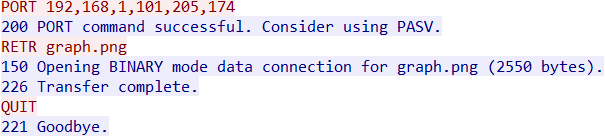 PORT 192,168,1,101,205,174
200 PORT command successful. Consider using PASV.
RETR graph.png
150 Opening BINARY mode data connection for graph.png (2550 bytes).
226 Transfer complete.
QUIT
221 Goodbye.